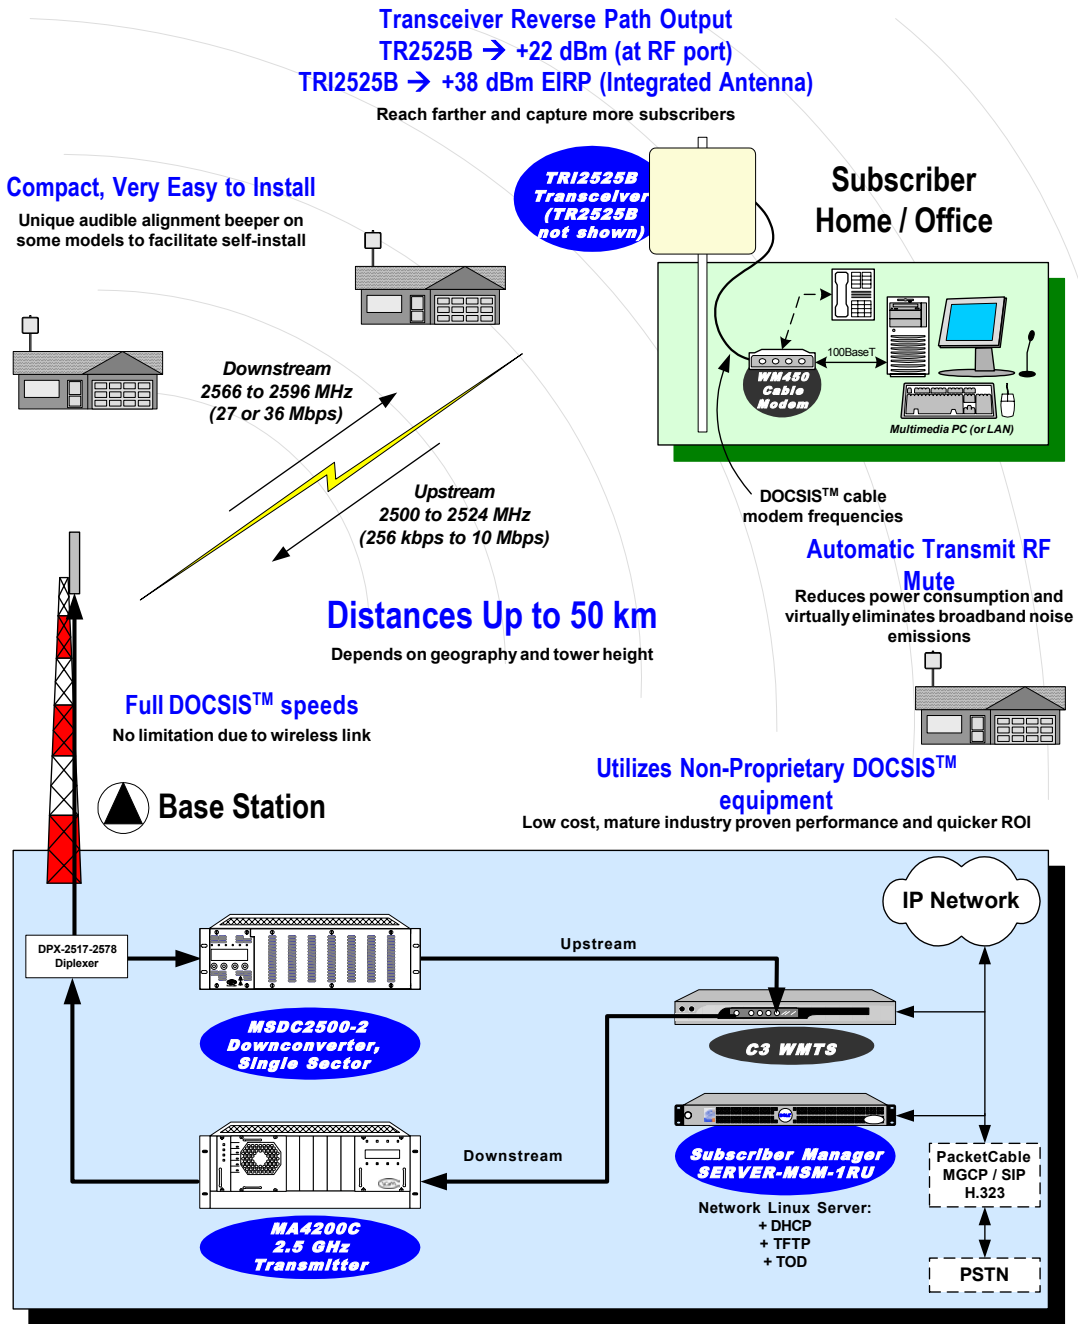 Transceiver Reverse Path Output
TR2525B → +22 dBm (at RF port)
TRI2525B → +38 dBm EIRP (Integrated Antenna)
Reach farther and capture more subscribers
Compact, Very Easy to Install
Unique audible alignment beeper on
some models to facilitate self-install
TRI2525B
Transceiver
(TR2525B
not shown)
Subscriber
Home / Office
100BaseT
WM450
Cable
Modem
Multimedia PC (or LAN)
Downstream
2566 to 2596 MHz
(27 or 36 Mbps)
Upstream
2500 to 2524 MHz
(256 kbps to 10 Mbps)
DOCSIS™ cable
modem frequencies
Automatic Transmit RF
Mute
Reduces power consumption and
virtually eliminates broadband noise
emissions
Distances Up to 50 km
Depends on geography and tower height
Full DOCSIS™ speeds
No limitation due to wireless link
Utilizes Non-Proprietary DOCSIS™
equipment
Low cost, mature industry proven performance and quicker ROI
Base Station
IP Network
DPX-2517-2578
Diplexer
Upstream
MSDC2500-2
Downconverter,
Single Sector
C3 WMTS
Downstream
MA4200C
2.5 GHz
Transmitter
Subscriber Manager
SERVER-MSM-1RU
Network Linux Server:
+ DHCP
+ TFTP
+ TOD
PacketCable
MGCP / SIP
H.323
PSTN